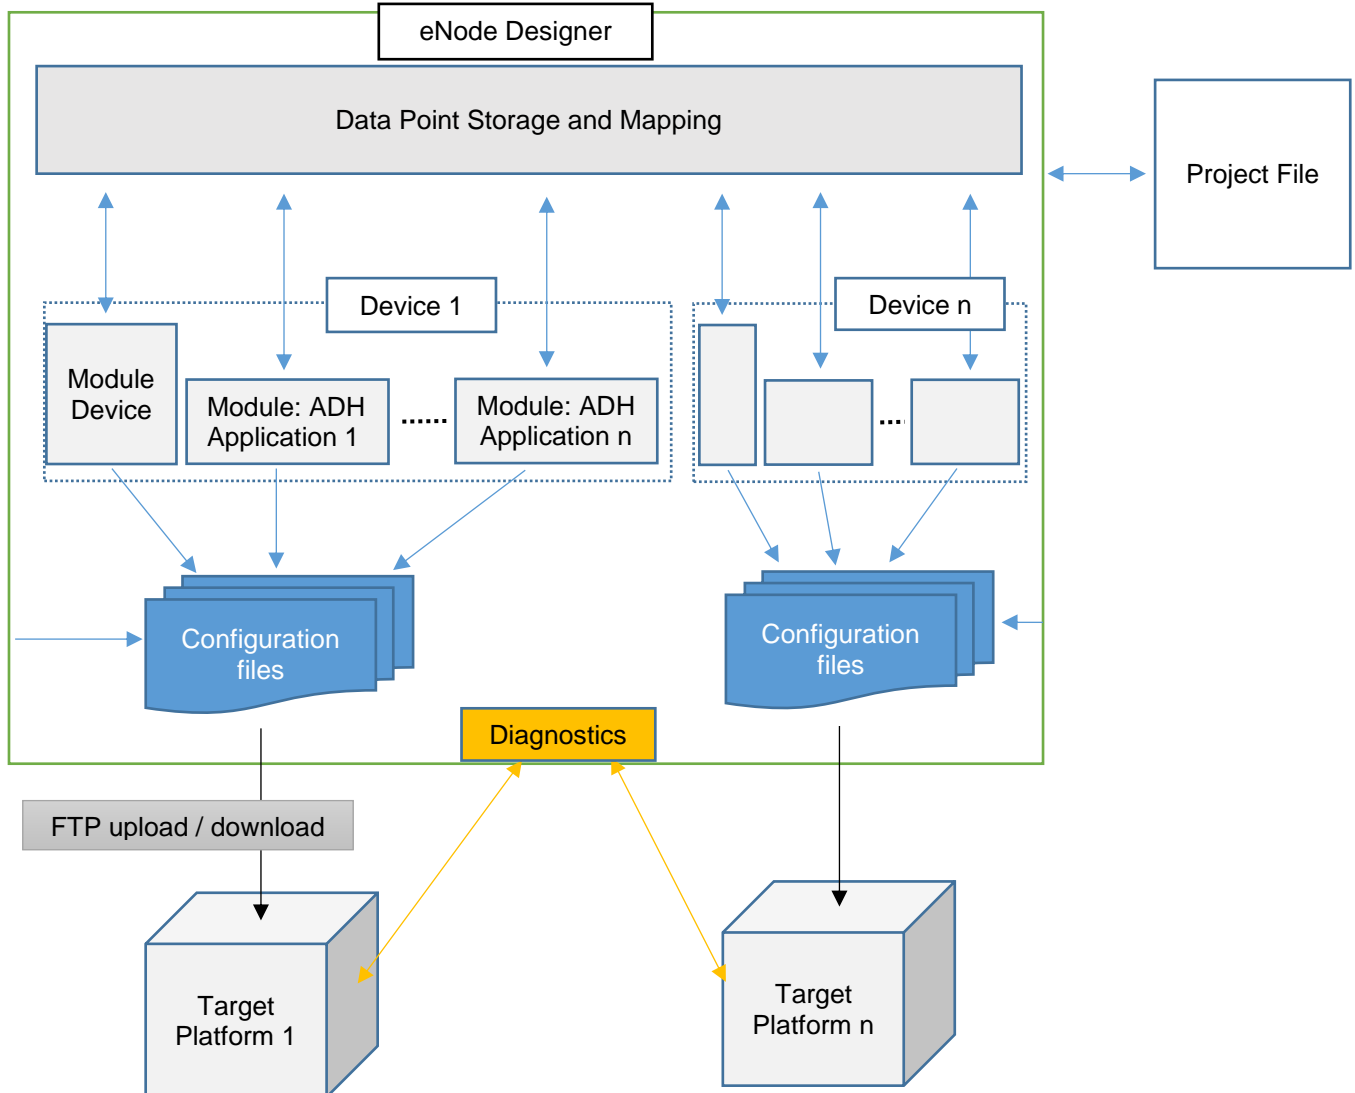 eNode Designer
Data Point Storage and Mapping
Project File
Device 1
Device n
Module
Device
Module: ADH
Application 1
......
Module: ADH
Application n
....
Configuration
files
Configuration
files
Diagnostics
FTP upload / download
Target
Platform 1
Target
Platform n